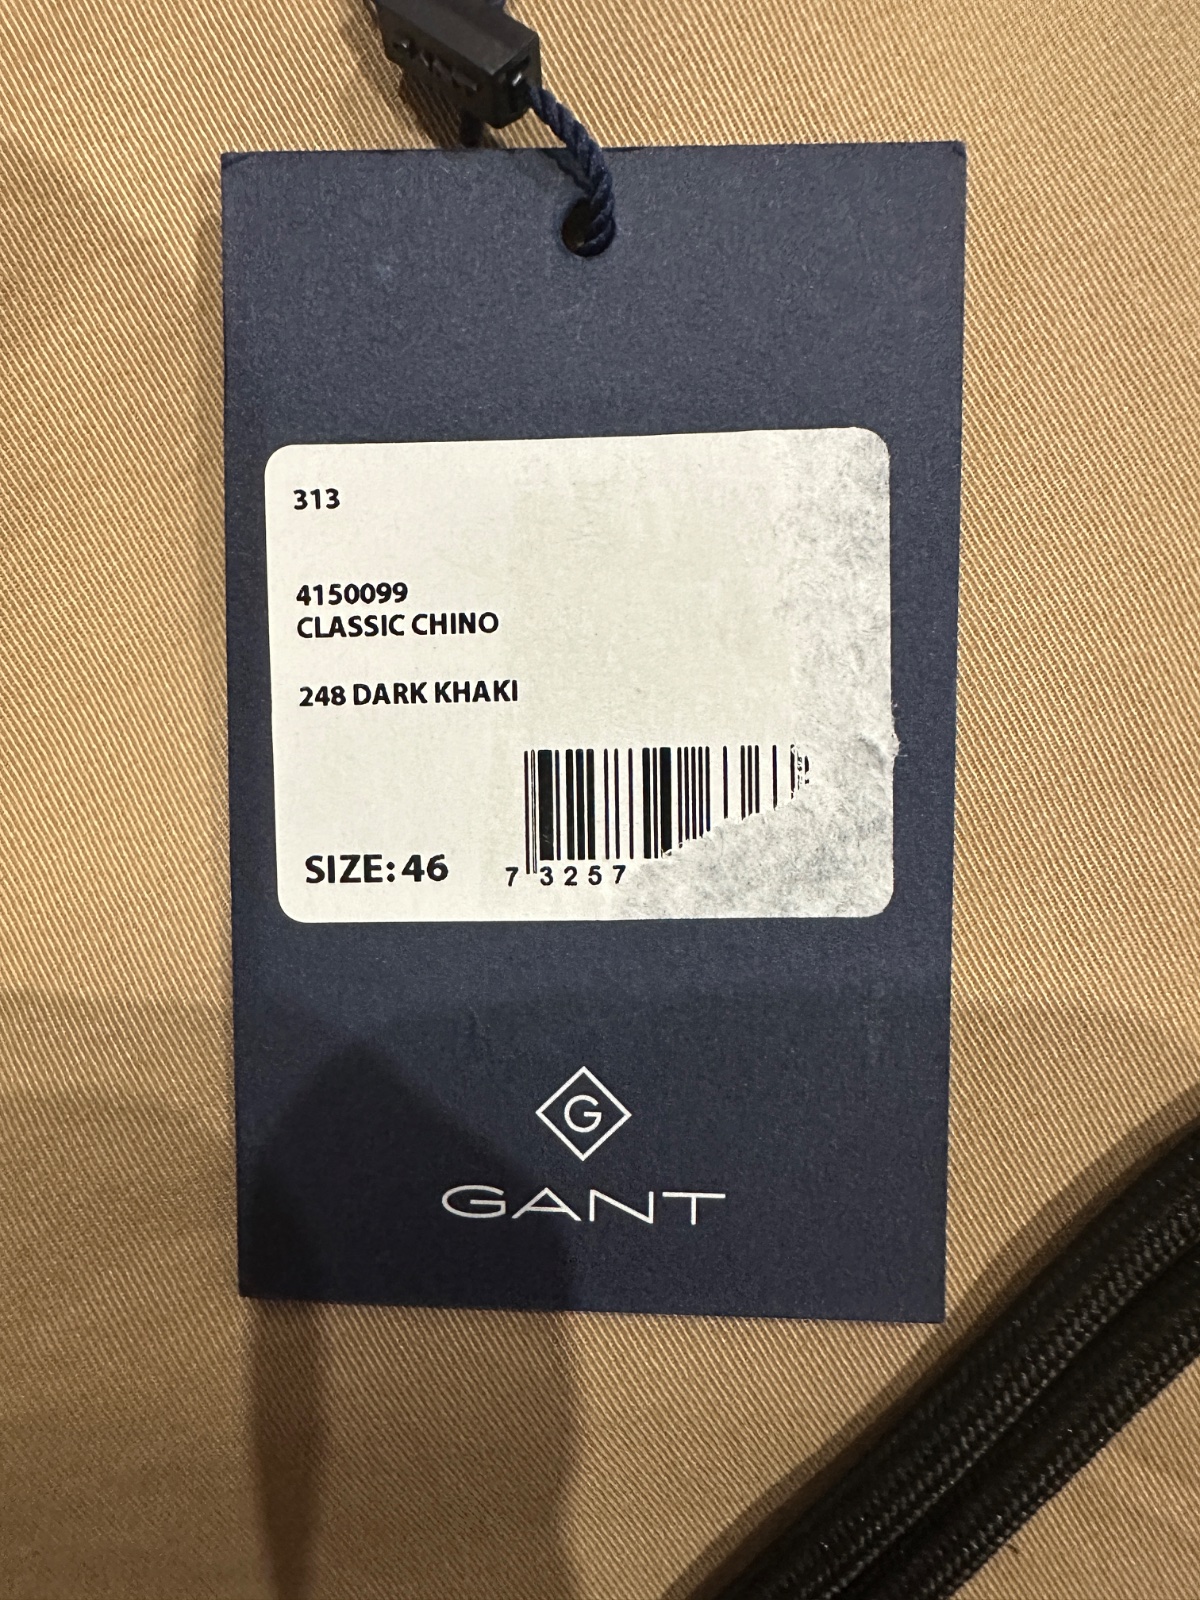 313
4150099
CLASSIC CHINO
248 DARK KHAKI
SIZE: 46
7 3257
G
GANT